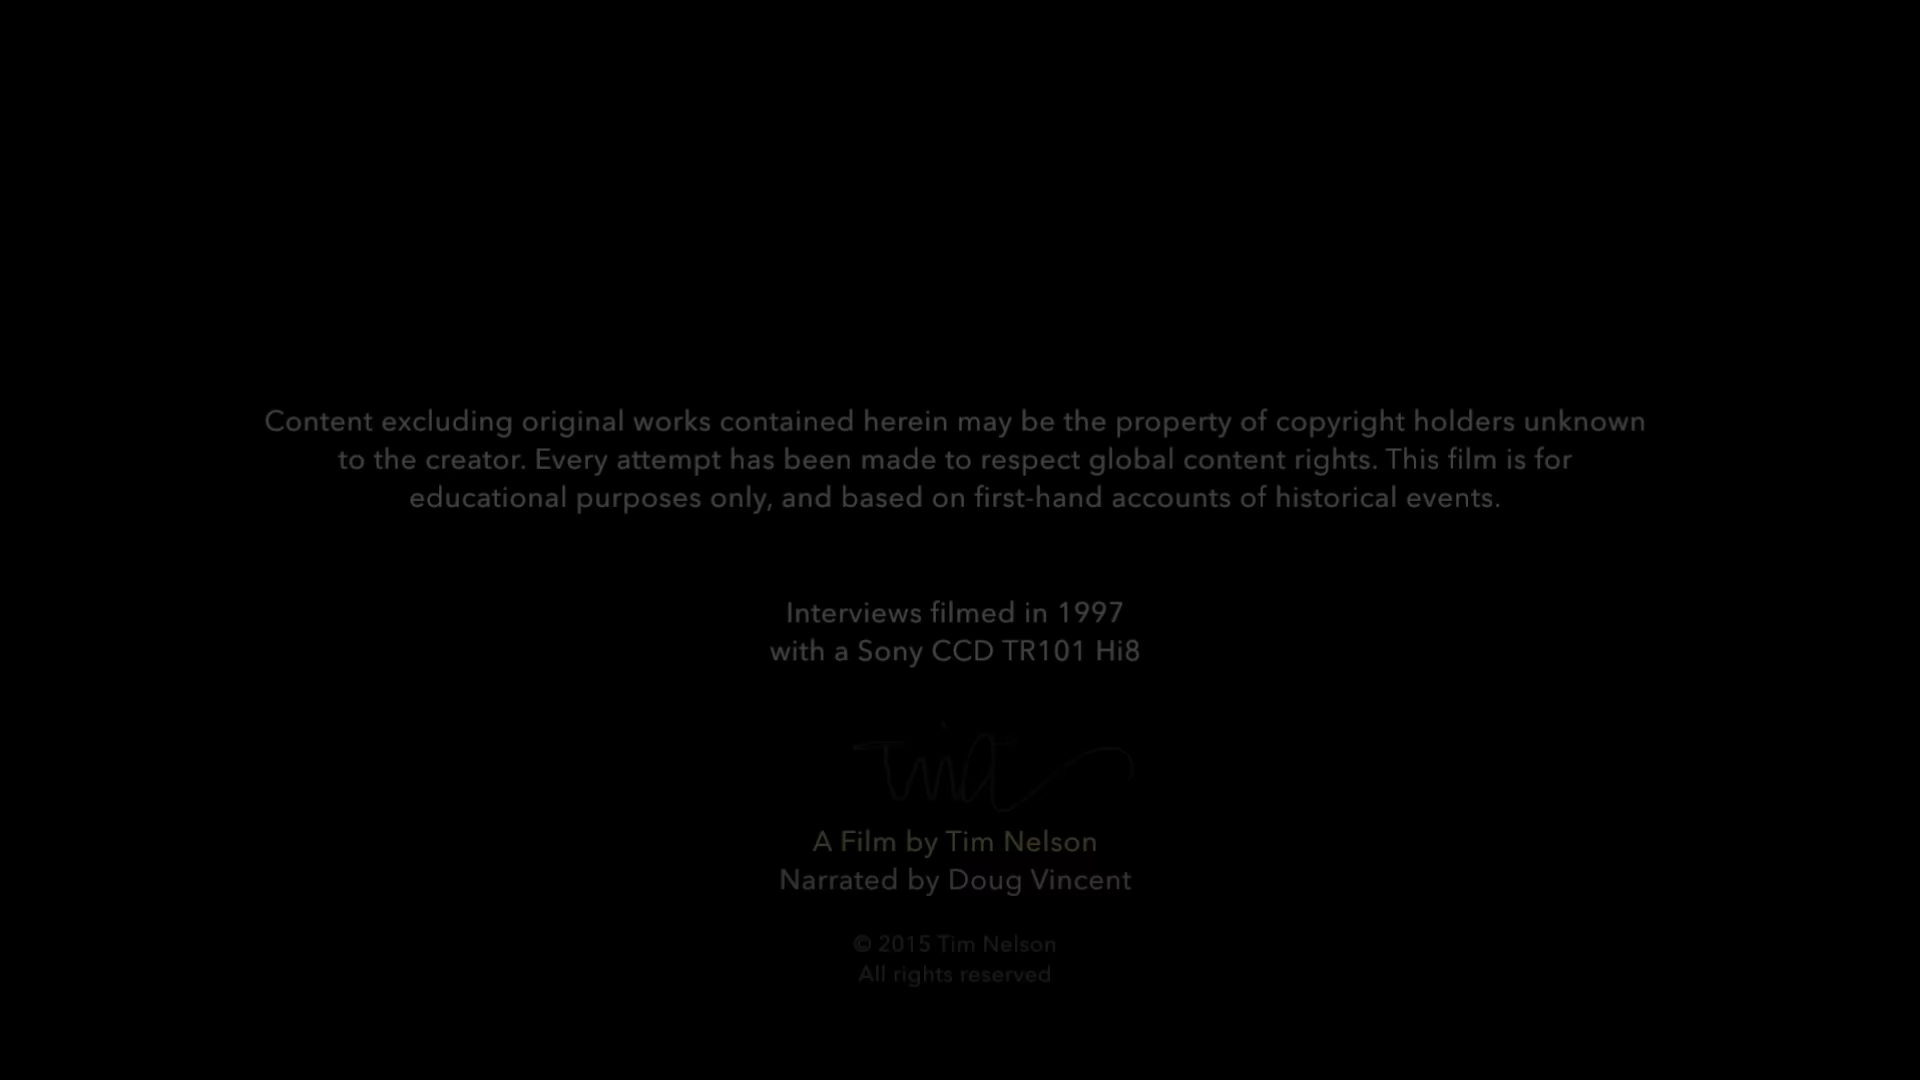 Content excluding original works contained herein may be the property of copyright holders unknown
to the creator. Every attempt has been made to respect global content rights. This film is for
educational purposes only, and based on first-hand accounts of historical events.
Interviews filmed in 1997
with a Sony CCD TR101 Hi8
A Film by Tim Nelson
Narrated by Doug Vincent
© 2015 Tim Nelson
All rights reserved